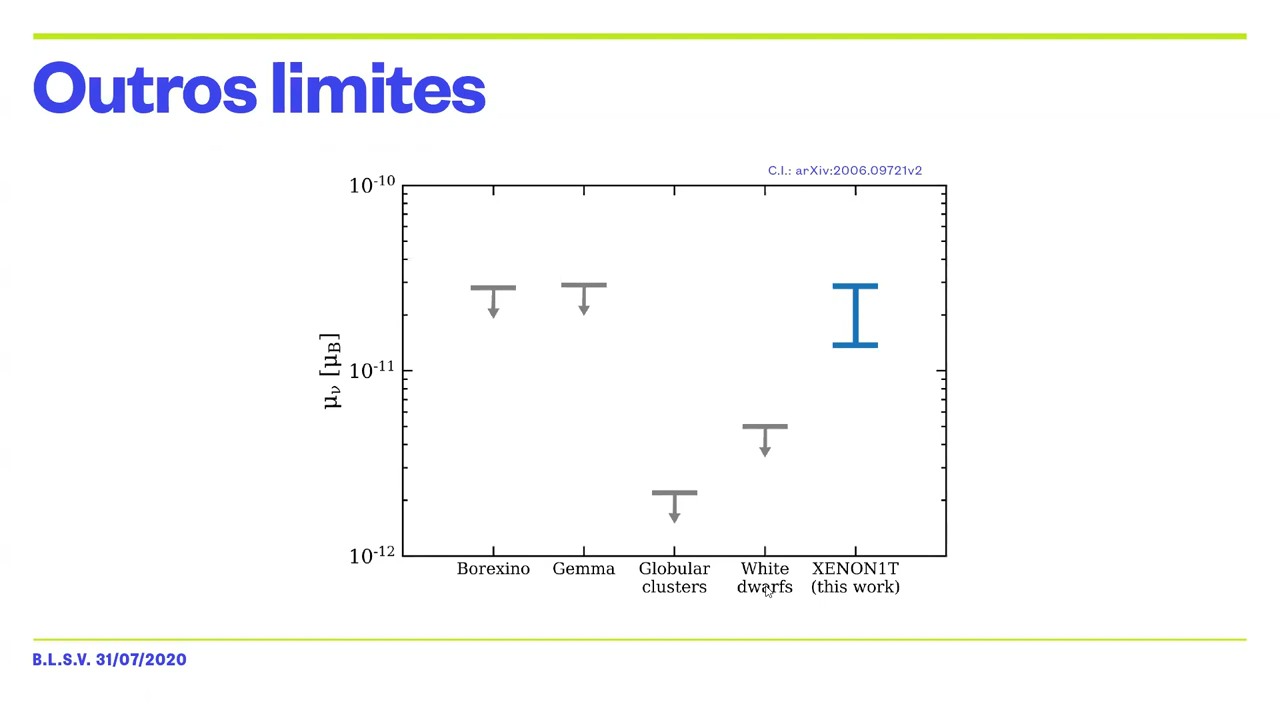 Outros limites
C.I.: arXiv:2006.09721v2
10⁻¹⁰
10⁻¹¹
10⁻¹²
μᵥ [μB]
Borexino
Gemma
Globular
clusters
White
dwarfs
XENON1T
(this work)
B.L.S.V. 31/07/2020